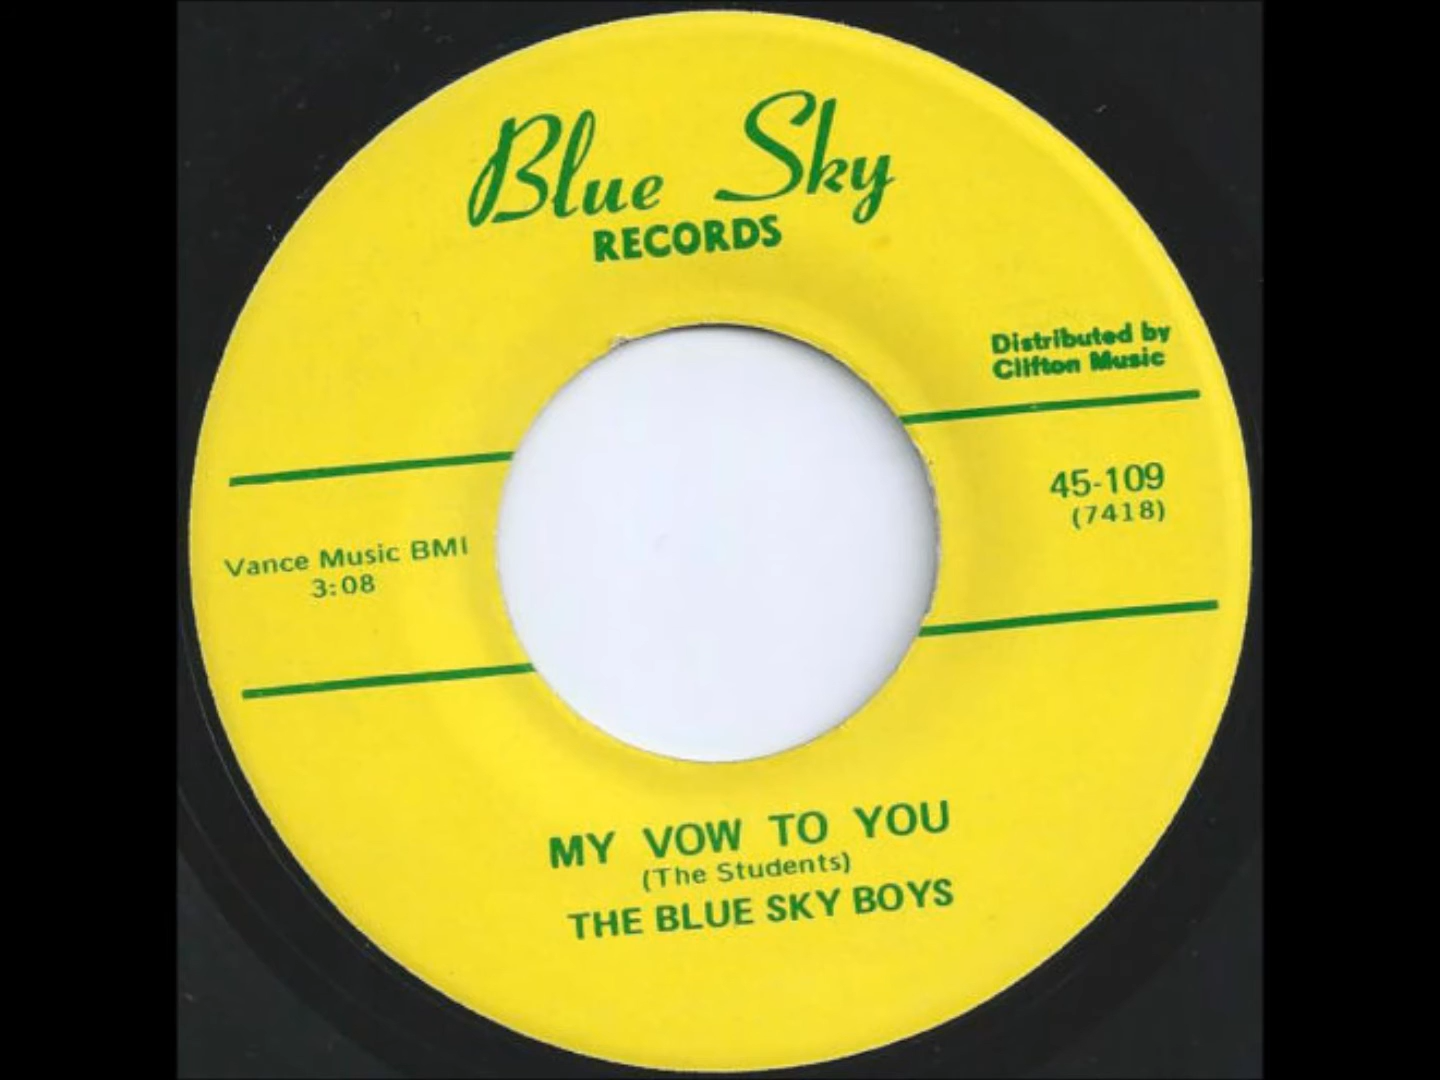 Blue Sky
RECORDS
Distributed by
Clifton Music
45-109
(7418)
Vance Music BMI
3:08
MY VOW TO YOU
(The Students)
THE BLUE SKY BOYS